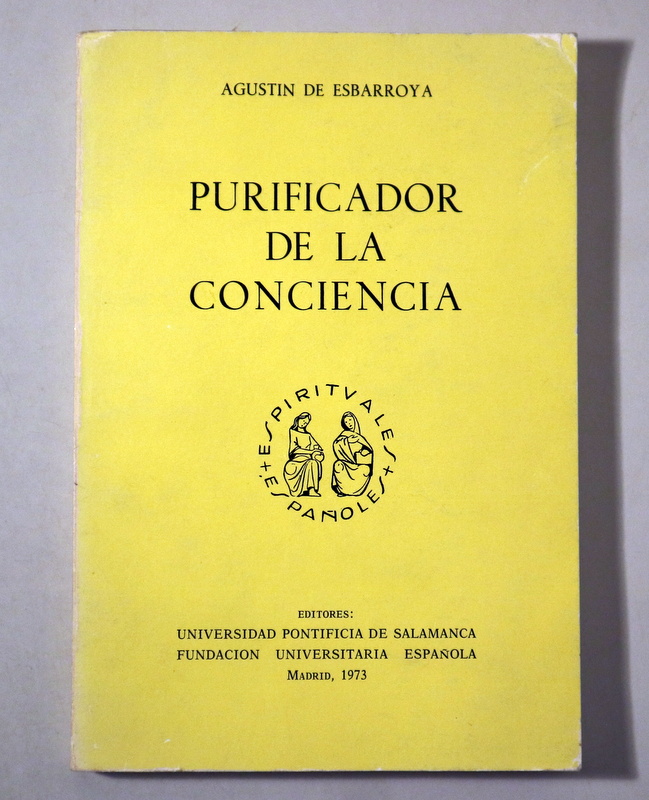 AGUSTIN DE ESBARROYA
PURIFICADOR
DE LA
CONCIENCIA
ESPIRITVALES
+ ESPAÑOLES +
EDITORES:
UNIVERSIDAD PONTIFICIA DE SALAMANCA
FUNDACION UNIVERSITARIA ESPAÑOLA
MADRID, 1973